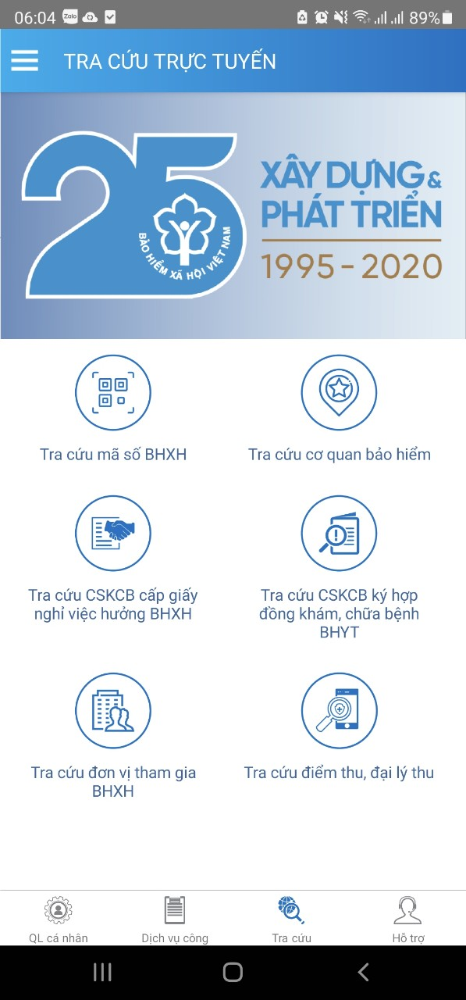 06:04 Zalo 89%
TRA CỨU TRỰC TUYẾN
25
BẢO HIỂM XÃ HỘI VIỆT NAM
XÂY DỰNG &
PHÁT TRIỂN
1995 - 2020
Tra cứu mã số BHXH
Tra cứu cơ quan bảo hiểm
Tra cứu CSKCB cấp giấy
nghỉ việc hưởng BHXH
Tra cứu CSKCB ký hợp
đồng khám, chữa bệnh
BHYT
Tra cứu đơn vị tham gia
BHXH
Tra cứu điểm thu, đại lý thu
QL cá nhân
Dịch vụ công
Tra cứu
Hỗ trợ